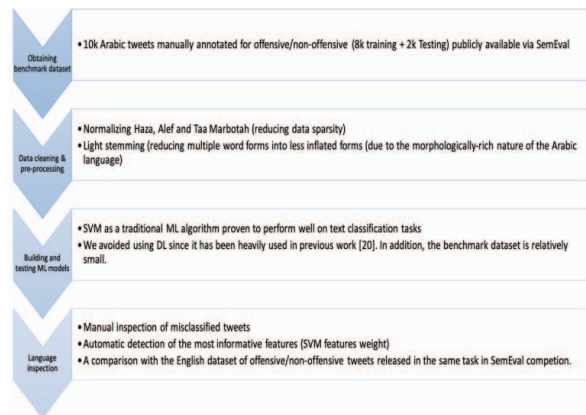 Obtaining
benchmark dataset
• 10k Arabic tweets manually annotated for offensive/non-offensive (8k training + 2k Testing) publicly available via SemEval
Data cleaning &
pre-processing
• Normalizing Haza, Alef and Taa Marbotah (reducing data sparsity)
• Light stemming (reducing multiple word forms into less inflated forms (due to the morphologically-rich nature of the Arabic
language)
Building and
testing ML models
• SVM as a traditional ML algorithm proven to perform well on text classification tasks
• We avoided using DL since it has been heavily used in previous work [20]. In addition, the benchmark dataset is relatively
small.
Language
inspection
• Manual inspection of misclassified tweets
• Automatic detection of the most informative features (SVM features weight)
• A comparison with the English dataset of offensive/non-offensive tweets released in the same task in SemEval competion.